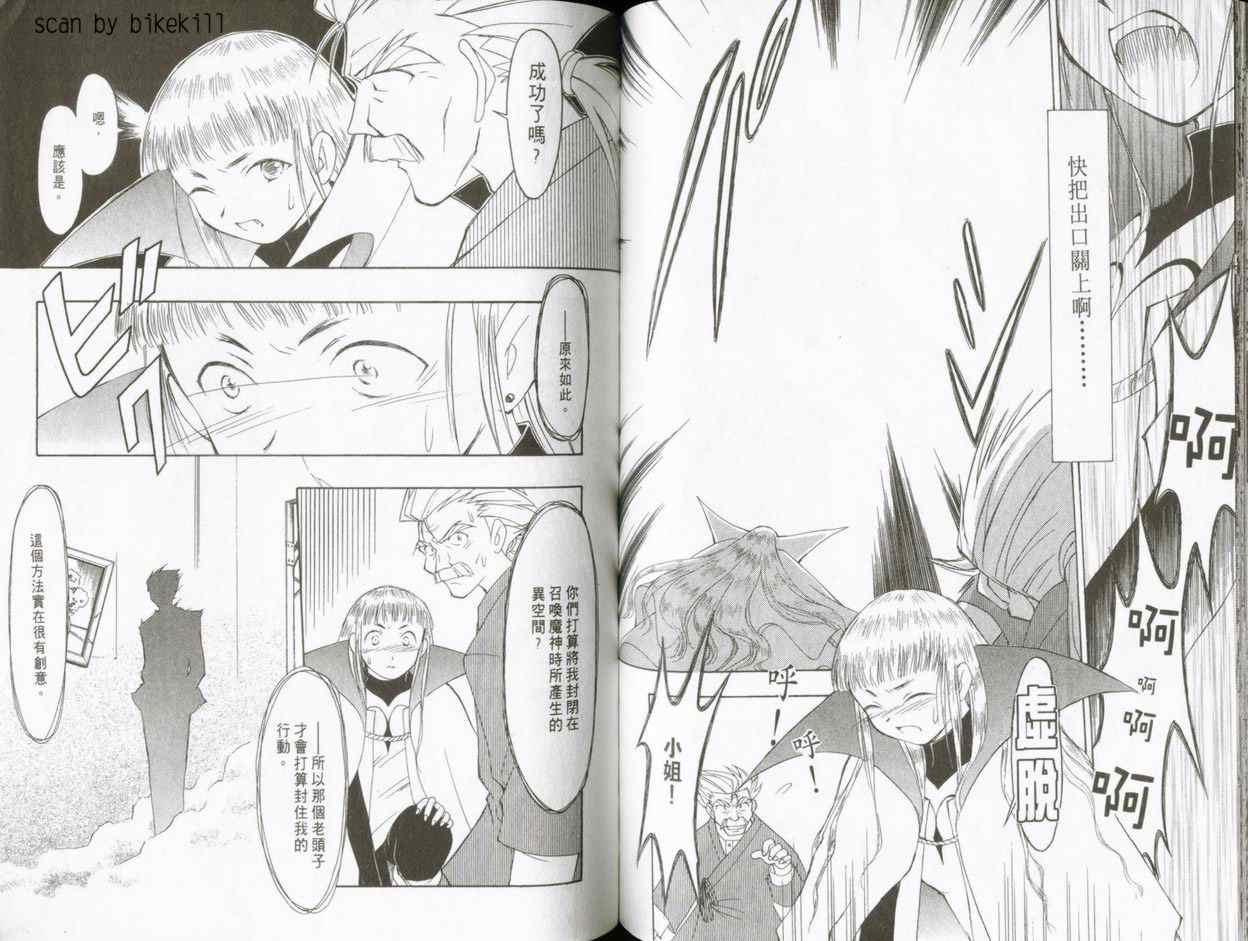 scan by bikekill
快把出口關上啊………
啊
啊
啊
啊
啊
虛脫
呼！
呼！
小姐！
成功了嗎？
嗯，
應該是。
——原來如此。
ビュッ
你們打算將我封閉在
召喚魔神時所產生的
異空間？
——所以那個老頭子
才會打算封住我的
行動。
這個方法實在很有創意。